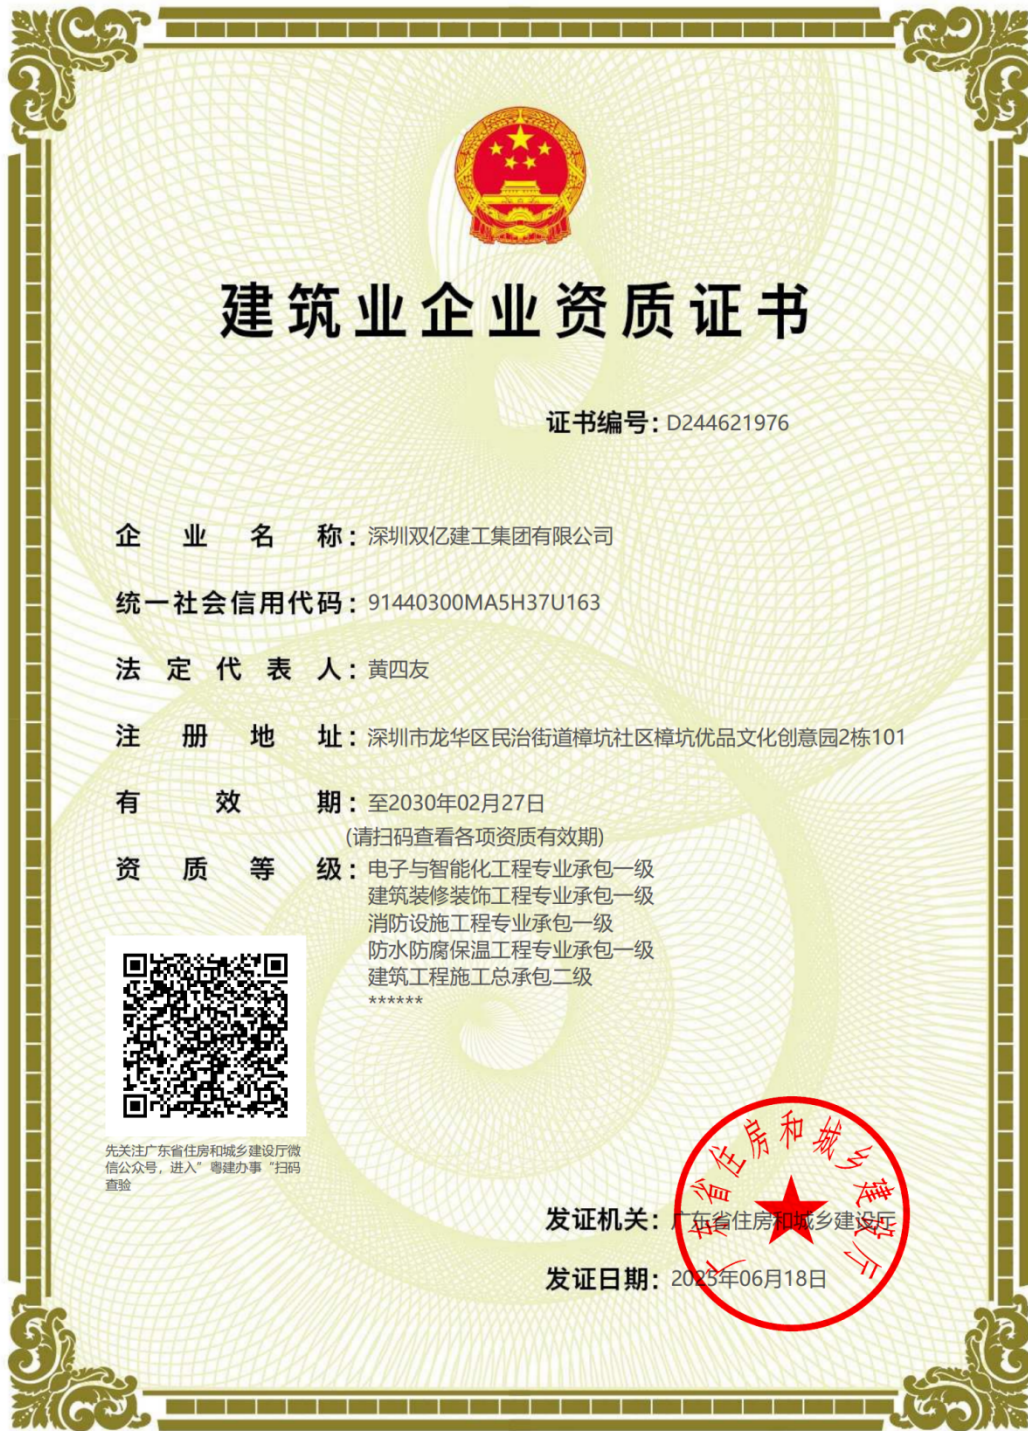 建筑业企业资质证书
证书编号：D244621976
企业名称：深圳双亿建工集团有限公司
统一社会信用代码：91440300MA5H37U163
法定代表人：黄四友
注册地址：深圳市龙华区民治街道樟坑社区樟坑优品文化创意园2栋101
有效期：至2030年02月27日
(请扫码查看各项资质有效期)
资质等级：电子与智能化工程专业承包一级
建筑装修装饰工程专业承包一级
消防设施工程专业承包一级
防水防腐保温工程专业承包一级
建筑工程施工总承包二级
******
先关注广东省住房和城乡建设厅微
信公众号，进入”粤建办事“扫码
查验
广东省住房和城乡建设厅
发证机关：广东省住房和城乡建设厅
发证日期：2025年06月18日